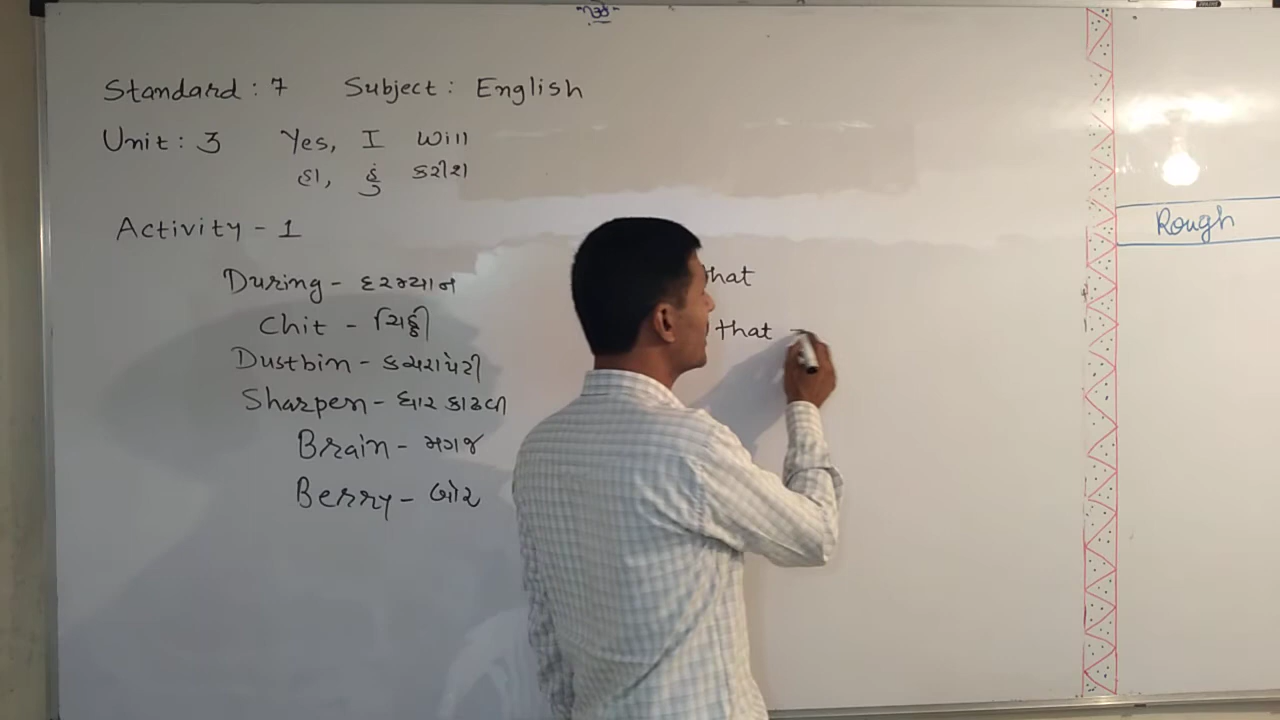 Standard : 7 Subject : English
Unit : 3 Yes, I will
હા, હું કરીશ
Activity - 1
During - દરમ્યાન
Chit - ચિઠ્ઠી
Dustbin - કચરાપેટી
Sharpen - ધાર કાઢવી
Brain - મગજ
Berry - બોર
that
that -
Rough